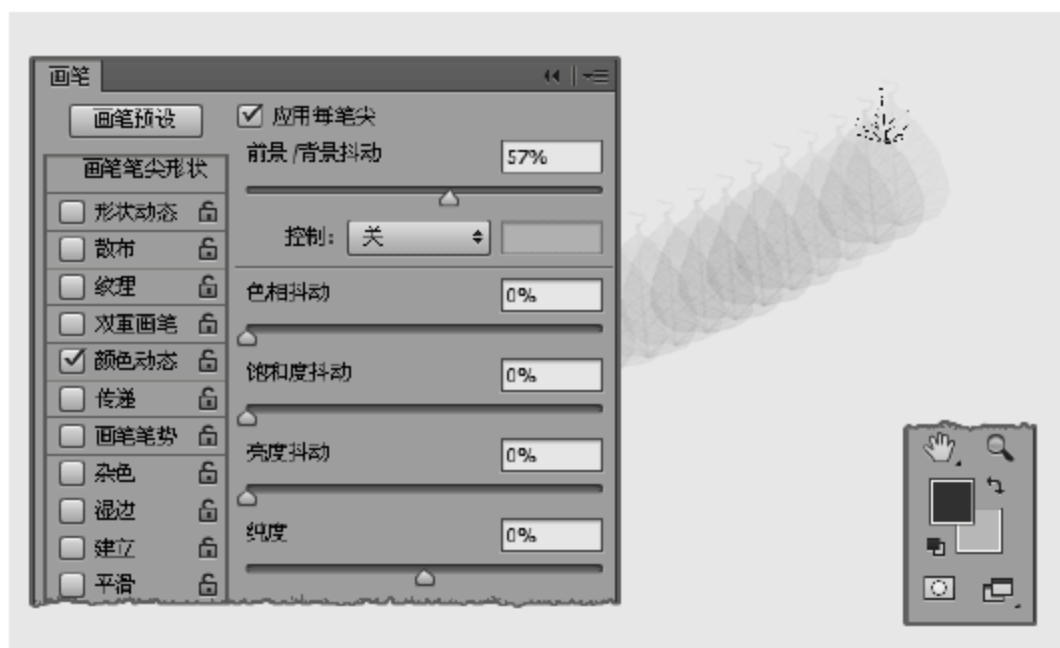 画笔
画笔预设
应用每笔尖
画笔笔尖形状
前景/背景抖动
57%
形状动态
控制:
关
散布
纹理
色相抖动
0%
双重画笔
颜色动态
饱和度抖动
0%
传递
画笔笔势
亮度抖动
0%
杂色
湿边
纯度
0%
建立
平滑